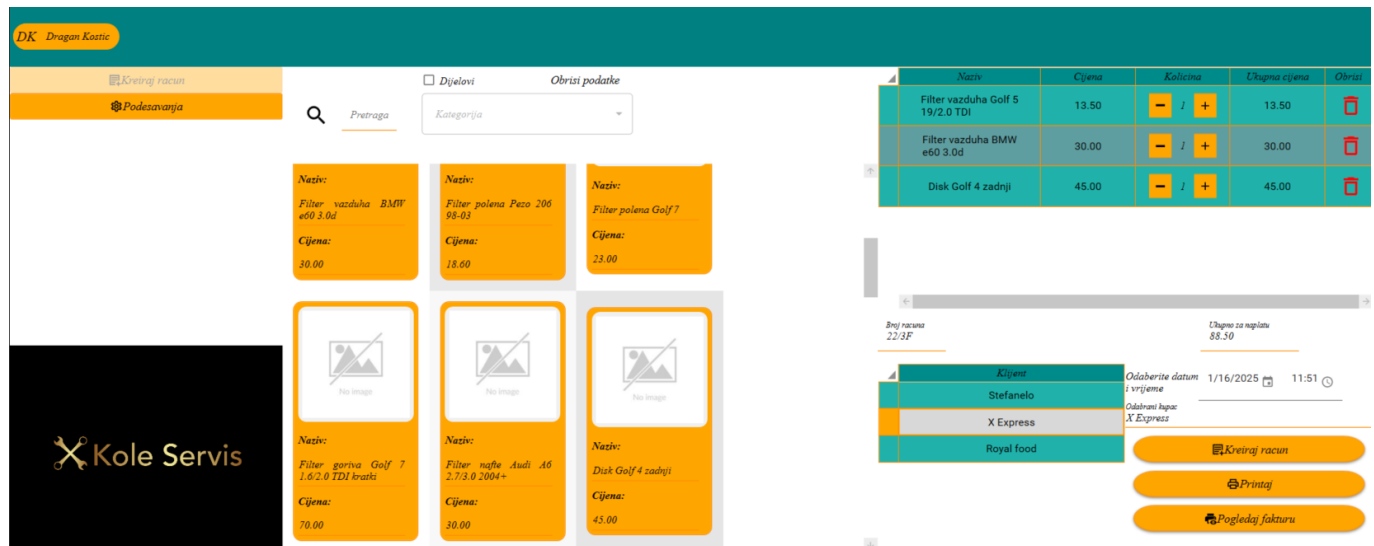 DK Dragan Kostic
Kreiraj racun
Podesavanja
Kole Servis
Dijelovi
Obrisi podatke
Pretraga
Kategorija
Naziv:
Filter vazduha BMW
e60 3.0d
Cijena:
30.00
Naziv:
Filter polena Pezo 206
98-03
Cijena:
18.60
Naziv:
Filter polena Golf 7
Cijena:
23.00
No image
Naziv:
Filter goriva Golf 7
1.6/2.0 TDI kratki
Cijena:
70.00
No image
Naziv:
Filter nafte Audi A6
2.7/3.0 2004+
Cijena:
30.00
No image
Naziv:
Disk Golf 4 zadnji
Cijena:
45.00
Naziv Cijena Kolicina Ukupna cijena Obrisi
Filter vazduha Golf 5
19/2.0 TDI
13.50 1 13.50
Filter vazduha BMW
e60 3.0d
30.00 1 30.00
Disk Golf 4 zadnji 45.00 1 45.00
Broj racuna
22/3F
Ukupno za naplatu
88.50
Klijent
Stefanelo
X Express
Royal food
Odaberite datum
i vrijeme
1/16/2025 11:51
Odabrani kupac
X Express
Kreiraj racun
Printaj
Pogledaj fakturu